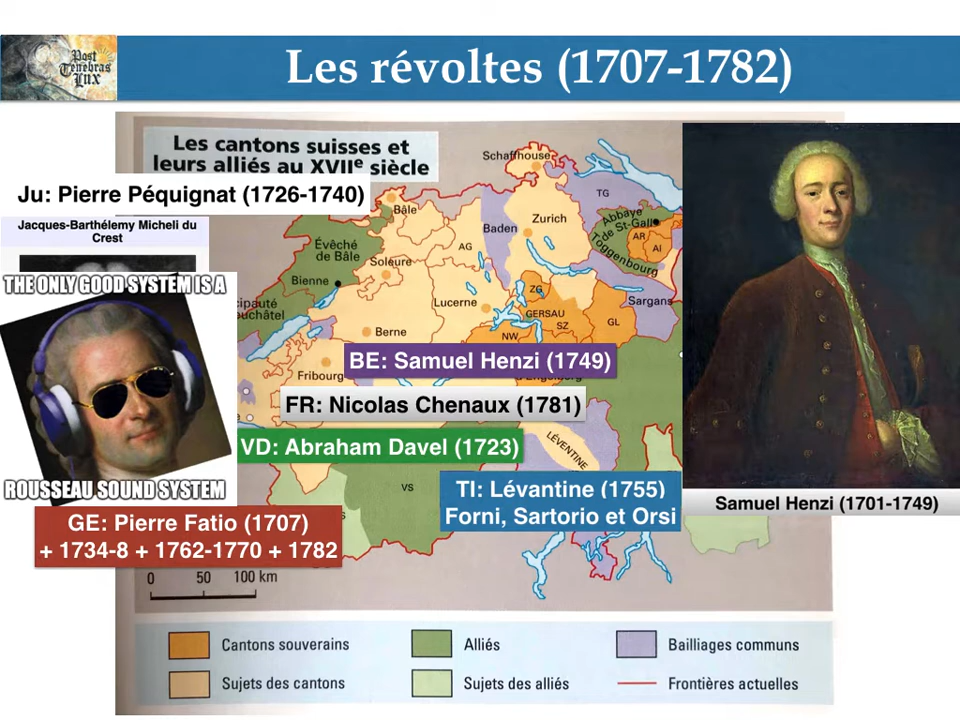 Post
Tenebras
Lux
Les révoltes (1707-1782)
Les cantons suisses et
leurs alliés au XVIIe siècle
Ju: Pierre Péquignat (1726-1740)
Jacques-Barthélemy Micheli du
Crest
THE ONLY GOOD SYSTEM IS A
ROUSSEAU SOUND SYSTEM
GE: Pierre Fatio (1707)
+ 1734-8 + 1762-1770 + 1782
Schaffhouse
TG
Bâle
Zurich
Baden
Abbaye
de St-Gall
AR
AI
Toggenbourg
AG
Évêché
de Bâle
Soleure
Bienne
ZG
Sargans
Lucerne
GERSAU
SZ
GL
Berne
NW
BE: Samuel Henzi (1749)
Fribourg
FR: Nicolas Chenaux (1781)
VD: Abraham Davel (1723)
LÉVENTINE
VS
TI: Lévantine (1755)
Forni, Sartorio et Orsi
Samuel Henzi (1701-1749)
0 50 100 km
Cantons souverains
Alliés
Bailliages communs
Sujets des cantons
Sujets des alliés
Frontières actuelles